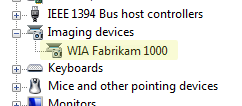 IEEE 1394 Bus host controllers
Imaging devices
WIA Fabrikam 1000
Keyboards
Mice and other pointing devices
Monitors